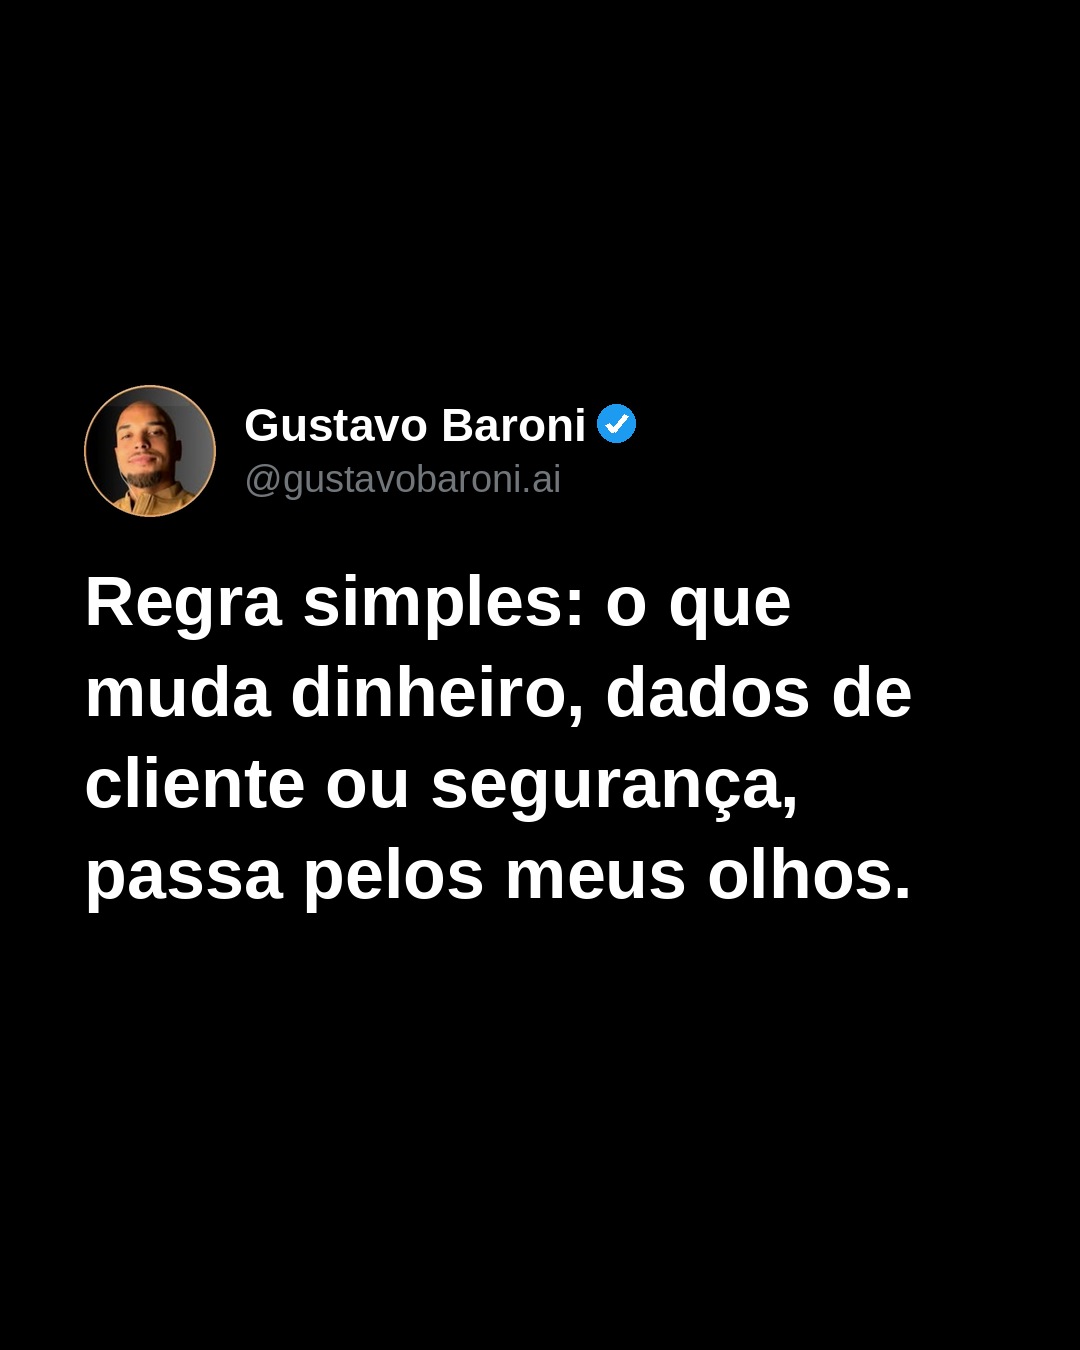 Gustavo Baroni
@gustavobaroni.ai
Regra simples: o que
muda dinheiro, dados de
cliente ou segurança,
passa pelos meus olhos.